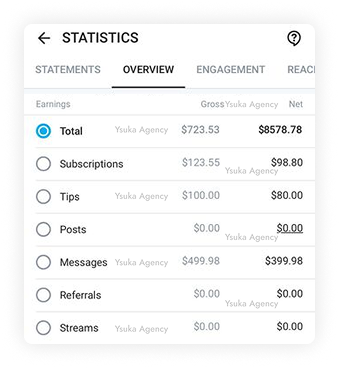 STATISTICS
STATEMENTS OVERVIEW ENGAGEMENT REACH
Earnings Gross Ysuka Agency Net
Total Ysuka Agency $723.53 $8578.78
Subscriptions $123.55 $98.80
Ysuka Agency
Tips Ysuka Agency $100.00 $80.00
Posts $0.00 $0.00
Ysuka Agency
Messages Ysuka Agency $499.98 $399.98
Referrals $0.00 $0.00
Ysuka Agency
Streams Ysuka Agency $0.00 $0.00